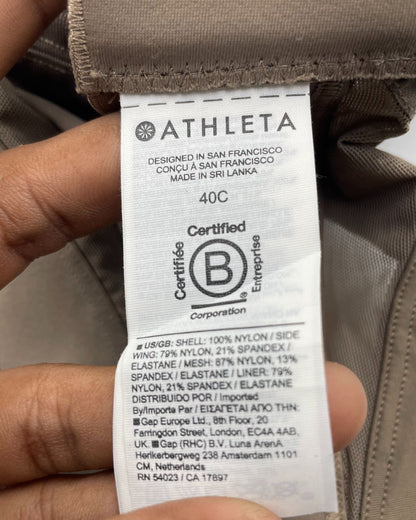 ATHLETA
DESIGNED IN SAN FRANCISCO
CONÇU À SAN FRANCISCO
MADE IN SRI LANKA
40C
Certified
Certifiée
B
Entreprise
Corporation
US/GB: SHELL: 100% NYLON / SIDE
WING: 79% NYLON, 21% SPANDEX /
ELASTANE / MESH: 87% NYLON, 13%
SPANDEX / ELASTANE / LINER: 79%
NYLON, 21% SPANDEX / ELASTANE
DISTRIBUIDO POR / Imported
By/Importe Par / ΕΙΣΑΓΕΤΑΙ ΑΠΟ ΤΗΝ:
Gap Europe Ltd., 8th Floor, 20
Farringdon Street, London, EC4A 4AB,
UK. Gap (RHC) B.V. Luna ArenA
Herikerbergweg 238 Amsterdam 1101
CM, Netherlands
RN 54023 / CA 17897